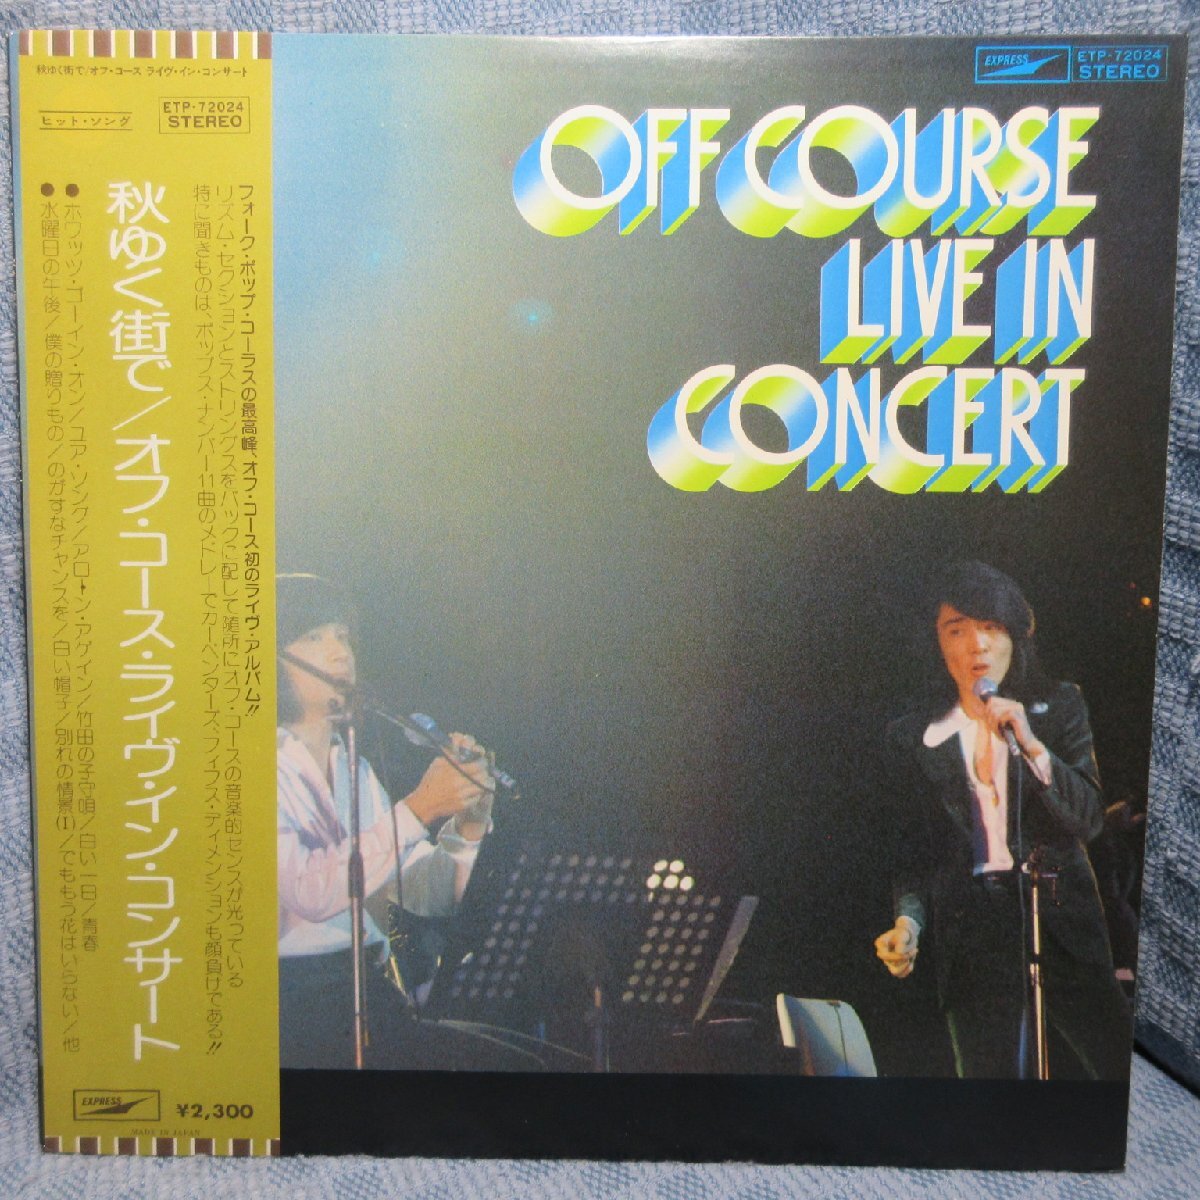 秋ゆく街で/オフ・コース・ライヴ・イン・コンサート
ヒット・ソング
ETP-72024
STEREO
フォーク・ポップ・コーラスの最高峰、オフ・コース初のライヴ・アルバム!!
リズム・セクションとストリングスをバックに配して随所にオフ・コースの音楽的センスが光っている
特に聞きものは、ポップス・ナンバー11曲のメドレーでカーペンターズ、フィフス・ディメンションも顔負けである!!
秋ゆく街で/オフ・コース・ライヴ・イン・コンサート
●ホワッツ・ゴーイン・オン/ユア・ソング/アローン・アゲイン/竹田の子守唄/白い一日/青春
●水曜日の午後/僕の贈りもの/のがすなチャンスを/白い帽子/別れの情景(I)/でももう花はいらない/他
EXPRESS
¥2,300
MADE IN JAPAN
EXPRESS
ETP-72024
STEREO
OFF COURSE
LIVE IN
CONCERT